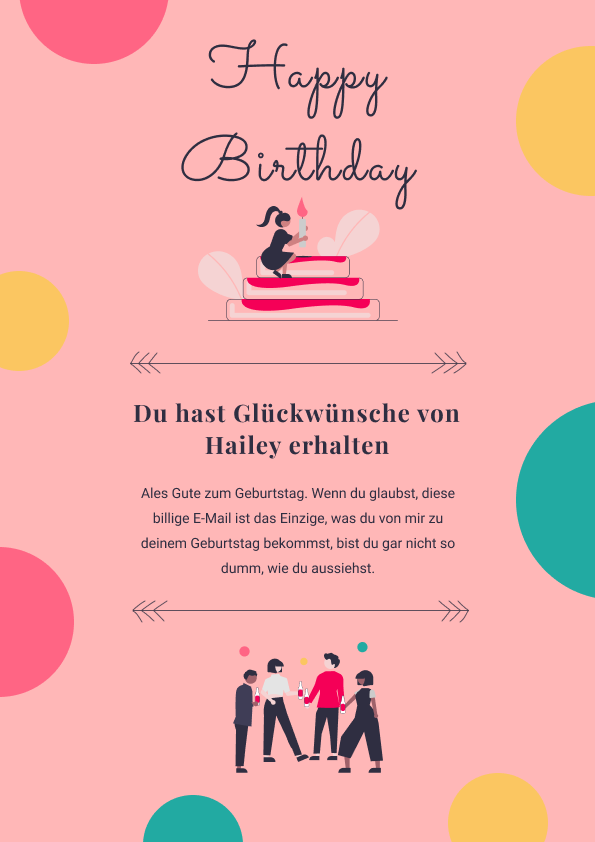 Happy
Birthday
Du hast Glückwünsche von
Hailey erhalten
Ales Gute zum Geburtstag. Wenn du glaubst, diese
billige E-Mail ist das Einzige, was du von mir zu
deinem Geburtstag bekommst, bist du gar nicht so
dumm, wie du aussiehst.